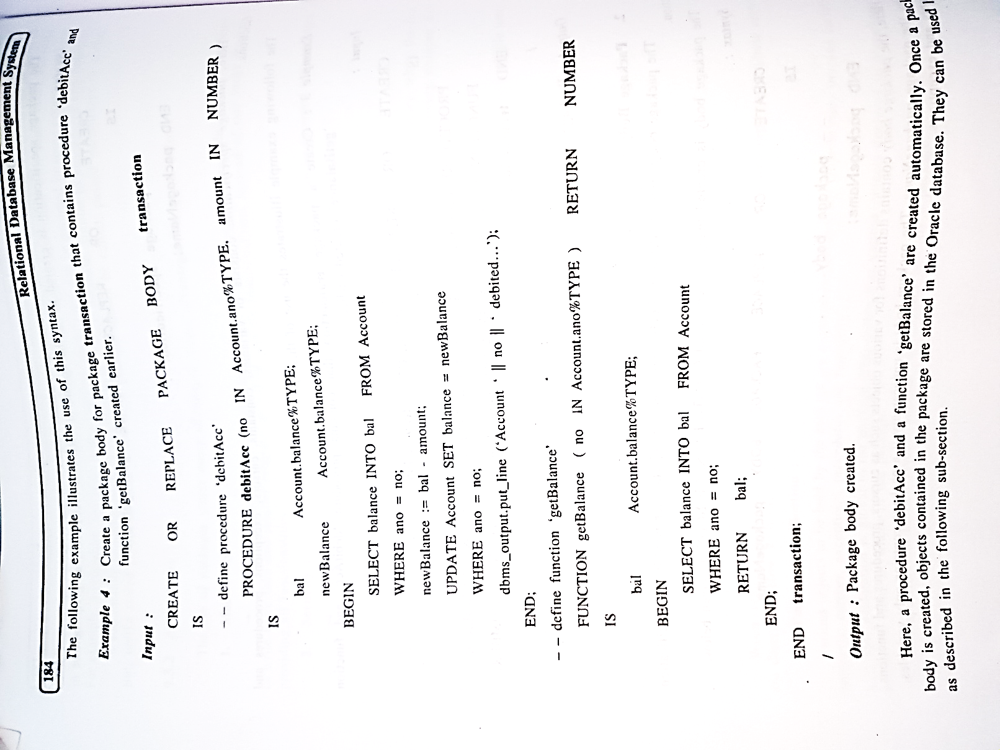 184
Relational Database Management System
The following example illustrates the use of this syntax.
Example 4 : Create a package body for package transaction that contains procedure ‘debitAcc’ and
function ‘getBalance’ created earlier.
Input :
CREATE OR REPLACE PACKAGE BODY transaction
IS
-- define procedure ‘debitAcc’
PROCEDURE debitAcc (no IN Account.ano%TYPE. amount IN NUMBER )
IS
bal Account.balance%TYPE;
newBalance Account.balance%TYPE;
BEGIN
SELECT balance INTO bal FROM Account
WHERE ano = no;
newBalance := bal - amount;
UPDATE Account SET balance = newBalance
WHERE ano = no;
dbms_output.put_line (‘Account ‘ || no || ‘ debited...’);
END;
-- define function ‘getBalance’
FUNCTION getBalance ( no IN Account.ano%TYPE ) RETURN NUMBER
IS
bal Account.balance%TYPE;
BEGIN
SELECT balance INTO bal FROM Account
WHERE ano = no;
RETURN bal;
END;
END transaction;
/
Output : Package body created.
Here, a procedure ‘debitAcc’ and a function ‘getBalance’ are created automatically. Once a pac
body is created, objects contained in the package are stored in the Oracle database. They can be used
as described in the following sub-section.